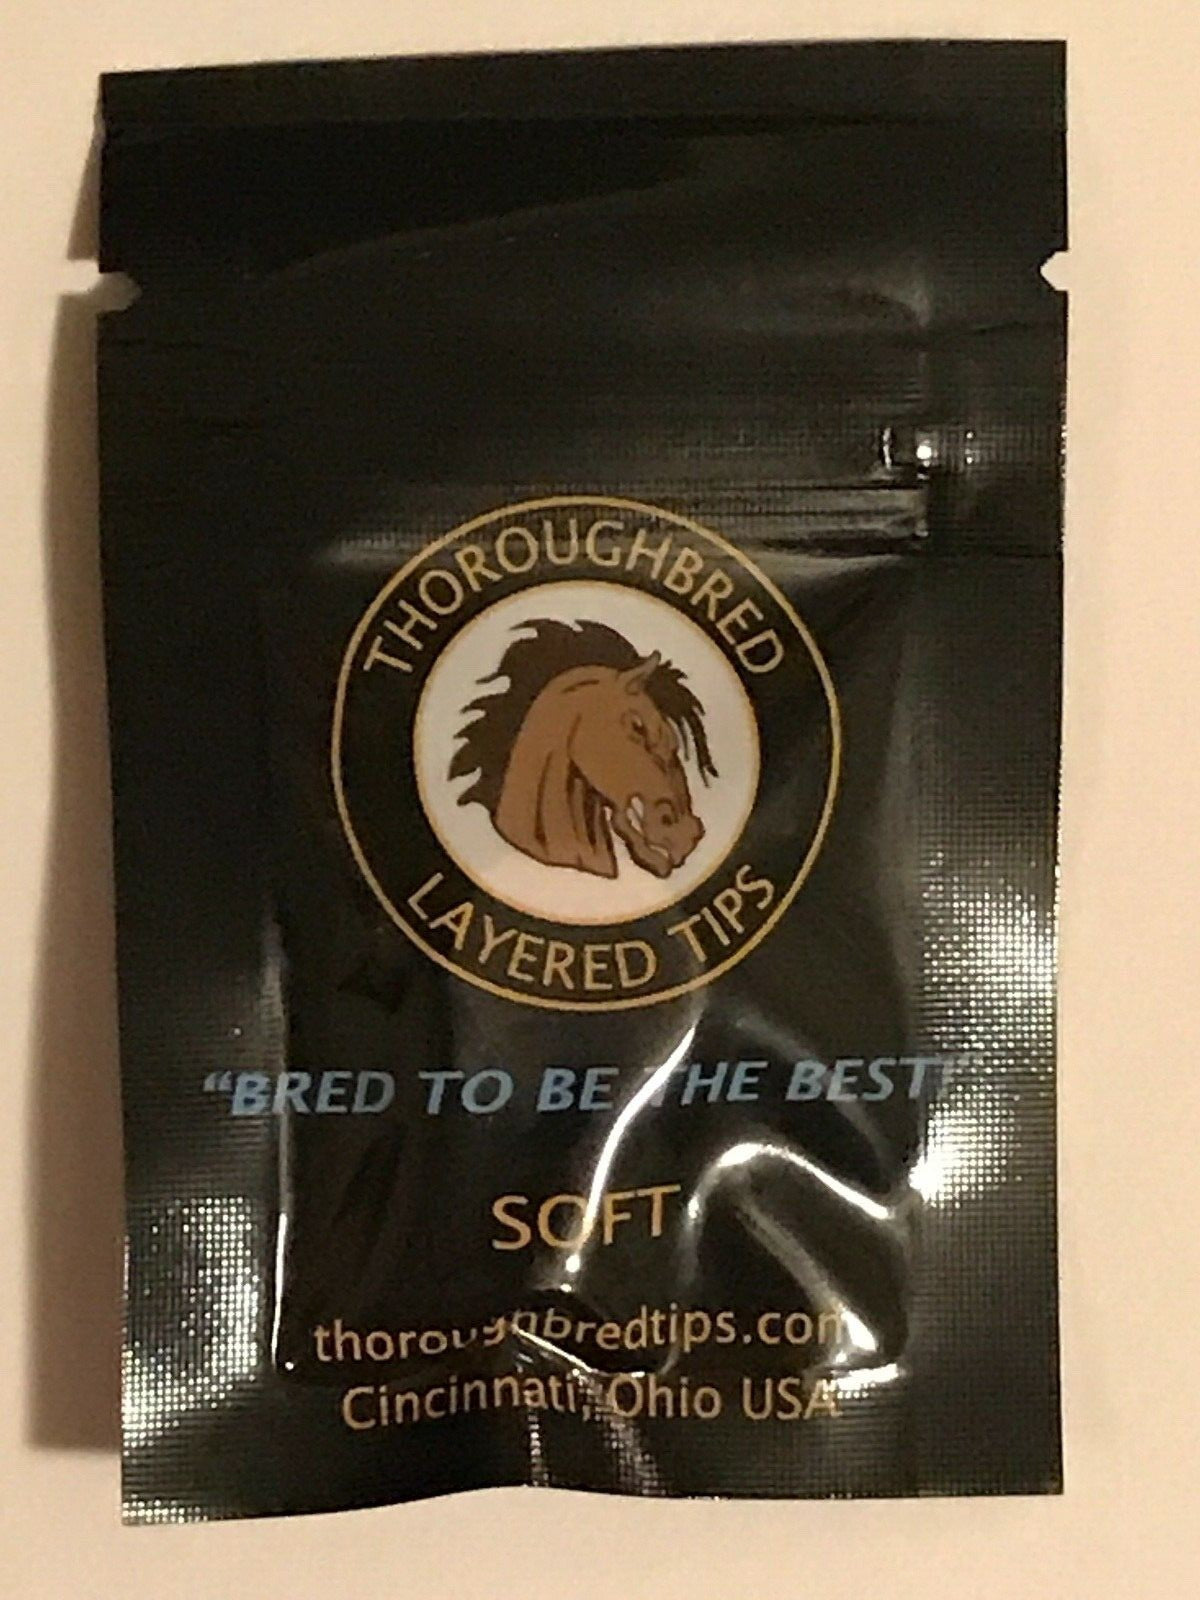 THOROUGHBRED
LAYERED TIPS
“BRED TO BE THE BEST!”
SOFT
thoroughbredtips.com
Cincinnati, Ohio USA